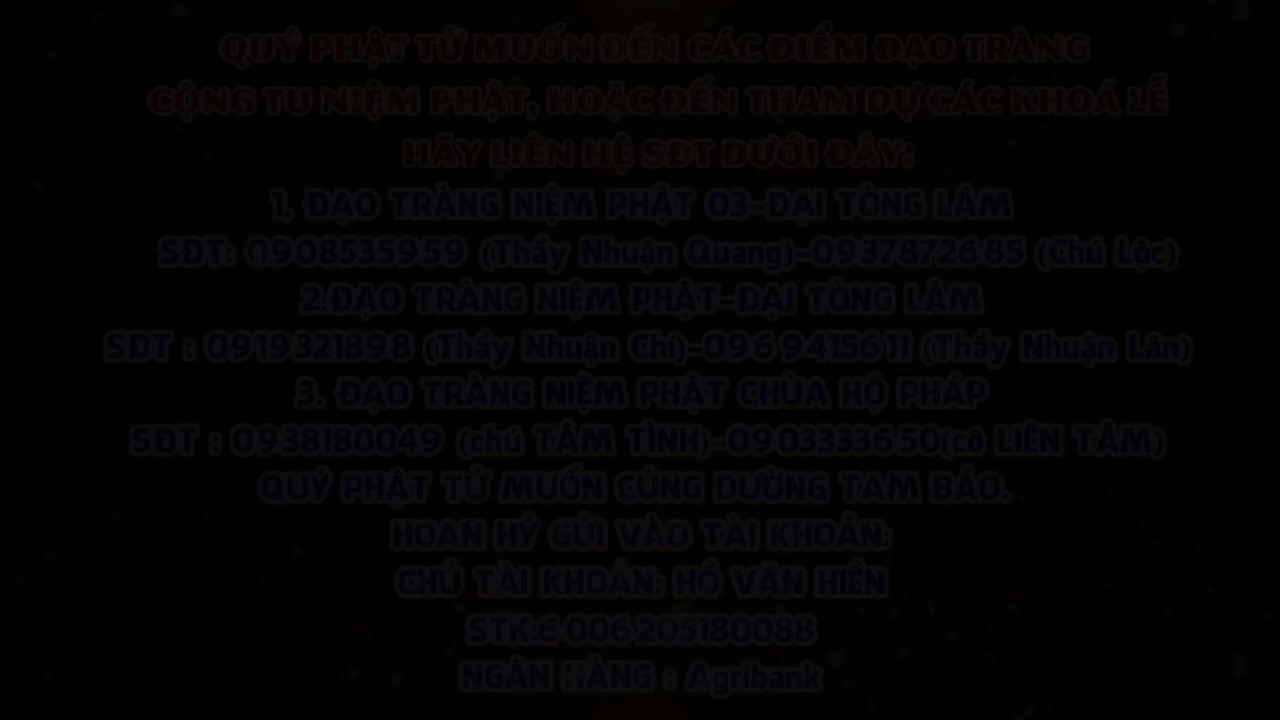 QUÝ PHẬT TỬ MUỐN ĐẾN CÁC ĐIỂM ĐẠO TRÀNG
CỘNG TU NIỆM PHẬT, HOẶC ĐẾN THAM DỰ CÁC KHOÁ LỄ
HÃY LIÊN HỆ SĐT DƯỚI ĐÂY:
1. ĐẠO TRÀNG NIỆM PHẬT 03-ĐẠI TÒNG LÂM
SĐT: 0908535959 (Thầy Nhuận Quang)-0937872685 (Chú Lộc)
2.ĐẠO TRÀNG NIỆM PHẬT-ĐẠI TÒNG LÂM
SĐT : 0919321898 (Thầy Nhuận Chí)-0969415611 (Thầy Nhuận Lân)
3. ĐẠO TRÀNG NIỆM PHẬT CHÙA HỘ PHÁP
SĐT : 0938180049 (chú TÂM TỊNH)-0903333650(cô LIÊN TÂM)
QUÝ PHẬT TỬ MUỐN CÚNG DƯỜNG TAM BẢO.
HOAN HỶ GỬI VÀO TÀI KHOẢN:
CHỦ TÀI KHOẢN: HỒ VĂN HIỀN
STK:6006205180088
NGÂN HÀNG : Agribank